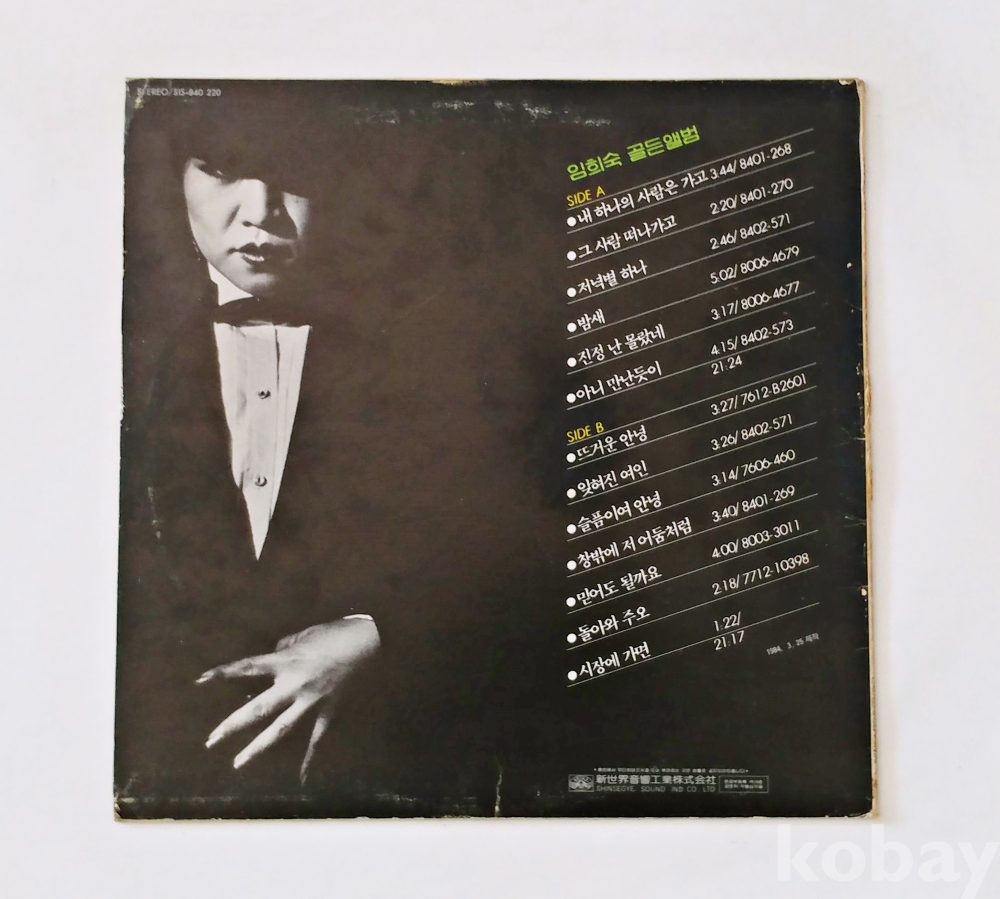 STEREO/SIS-840 220
임희숙 골든앨범
SIDE A
●내 하나의 사람은 가고 3:44/ 8401-268
●그 사람 떠나가고 2:20/ 8401-270
●저녁별 하나 2:46/ 8402-571
●밤새 5:02/ 8006-4679
●진정 난 몰랐네 3:17/ 8006-4677
●아니 만난듯이 4:15/ 8402-573
21:24
SIDE B
●뜨거운 안녕 3:27/ 7612-B2601
●잊혀진 여인 3:26/ 8402-571
●슬픔이여 안녕 3:14/ 7606-460
●창밖에 저 어둠처럼 3:40/ 8401-269
●믿어도 될까요 4:00/ 8003-3011
●돌아와 주오 2:18/ 7712-10398
●시장에 가면 1:22/
21:17
1984. 3. 25 제작
新世界音響工業株式会社
SHINSEGYE. SOUND IND CO. LTD
kobay